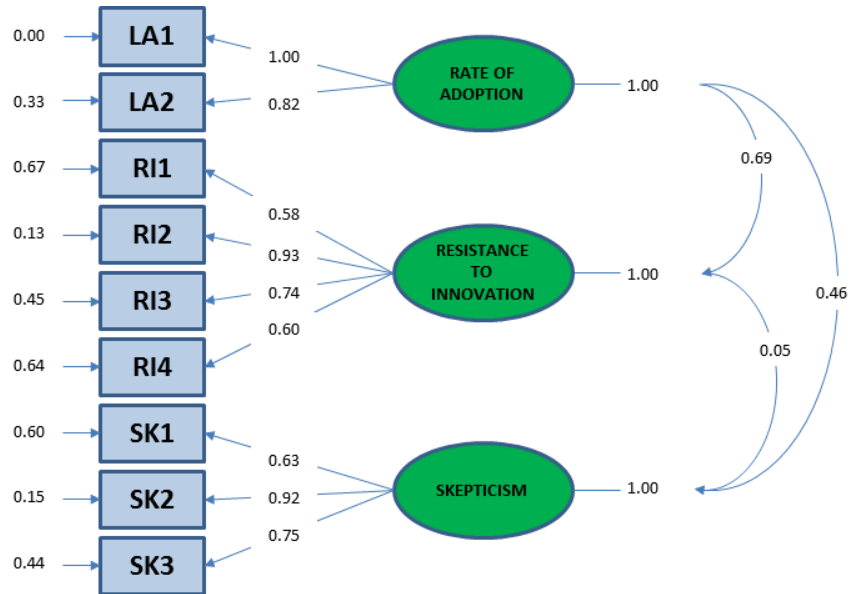 0.00
LA1
1.00
RATE OF
ADOPTION
1.00
0.33
LA2
0.82
0.67
RI1
0.69
0.58
0.13
RI2
0.93
RESISTANCE
TO
INNOVATION
1.00
0.45
RI3
0.74
0.46
0.60
0.64
RI4
0.05
0.60
SK1
0.63
0.15
SK2
0.92
SKEPTICISM
1.00
0.75
0.44
SK3